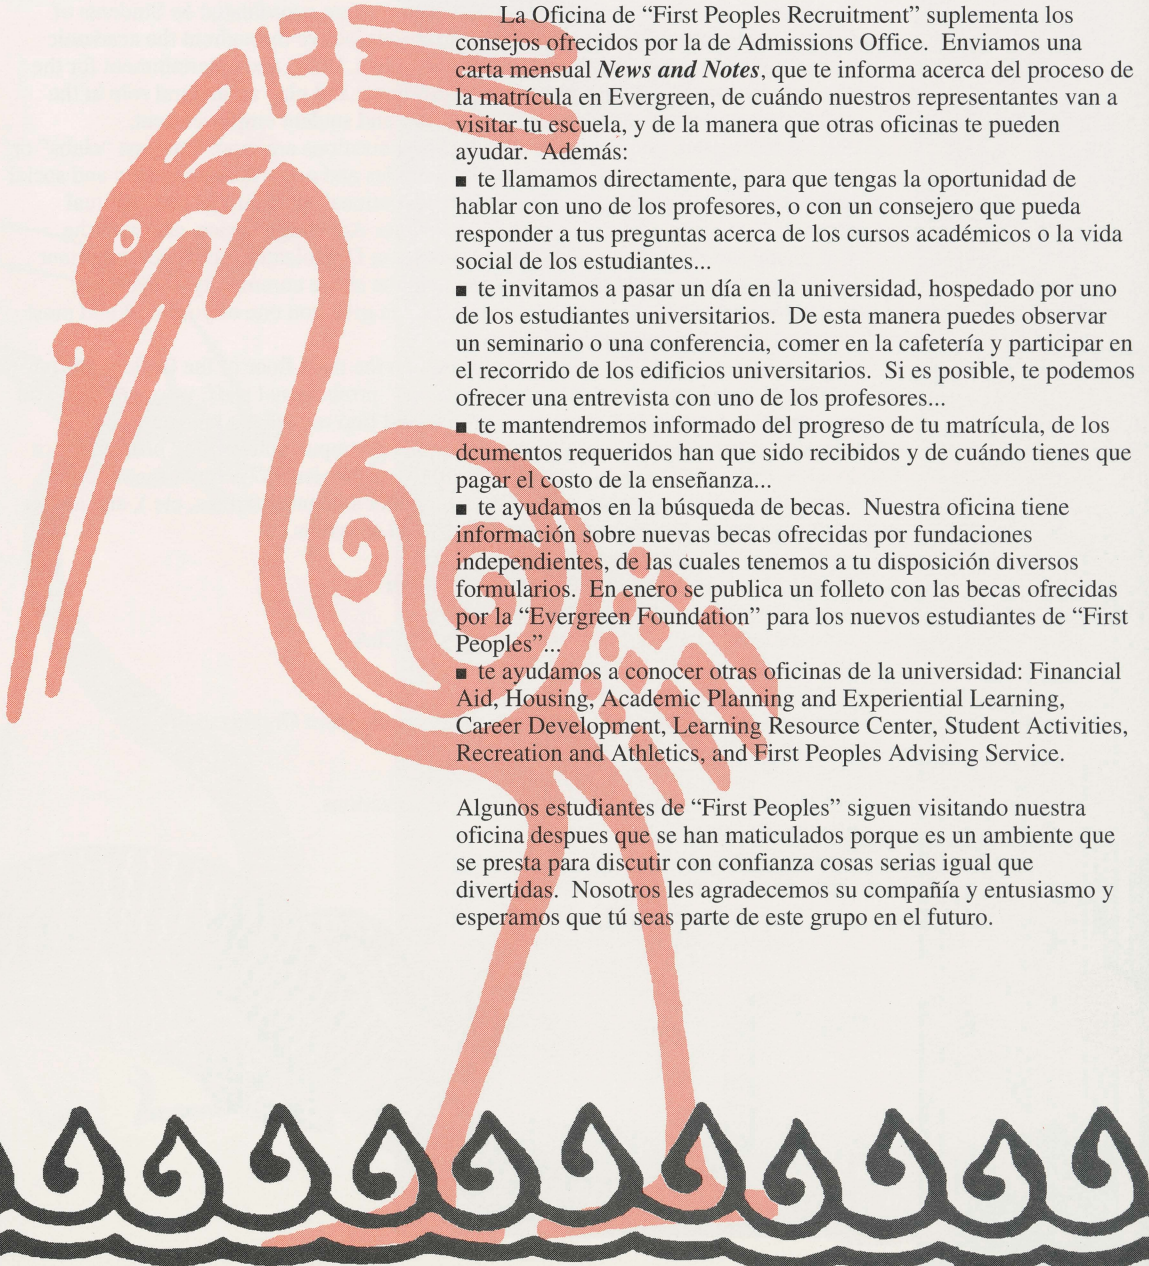 La Oficina de “First Peoples Recruitment” suplementa los
consejos ofrecidos por la de Admissions Office.  Enviamos una
carta mensual News and Notes, que te informa acerca del proceso de
la matrícula en Evergreen, de cuándo nuestros representantes van a
visitar tu escuela, y de la manera que otras oficinas te pueden
ayudar.  Además:
■ te llamamos directamente, para que tengas la oportunidad de
hablar con uno de los profesores, o con un consejero que pueda
responder a tus preguntas acerca de los cursos académicos o la vida
social de los estudiantes...
■ te invitamos a pasar un día en la universidad, hospedado por uno
de los estudiantes universitarios.  De esta manera puedes observar
un seminario o una conferencia, comer en la cafetería y participar en
el recorrido de los edificios universitarios.  Si es posible, te podemos
ofrecer una entrevista con uno de los profesores...
■ te mantendremos informado del progreso de tu matrícula, de los
dcumentos requeridos han que sido recibidos y de cuándo tienes que
pagar el costo de la enseñanza...
■ te ayudamos en la búsqueda de becas.  Nuestra oficina tiene
información sobre nuevas becas ofrecidas por fundaciones
independientes, de las cuales tenemos a tu disposición diversos
formularios.  En enero se publica un folleto con las becas ofrecidas
por la “Evergreen Foundation” para los nuevos estudiantes de “First
Peoples”...
■ te ayudamos a conocer otras oficinas de la universidad: Financial
Aid, Housing, Academic Planning and Experiential Learning,
Career Development, Learning Resource Center, Student Activities,
Recreation and Athletics, and First Peoples Advising Service.
Algunos estudiantes de “First Peoples” siguen visitando nuestra
oficina despues que se han maticulados porque es un ambiente que
se presta para discutir con confianza cosas serias igual que
divertidas.  Nosotros les agradecemos su compañía y entusiasmo y
esperamos que tú seas parte de este grupo en el futuro.